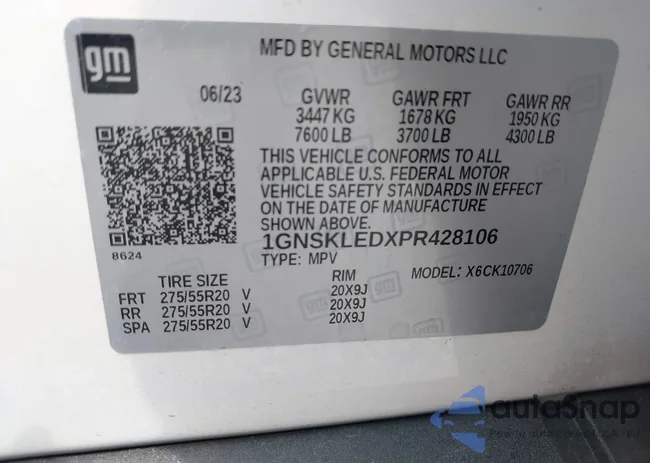 gm
MFD BY GENERAL MOTORS LLC
06/23 GVWR GAWR FRT GAWR RR
3447 KG 1678 KG 1950 KG
7600 LB 3700 LB 4300 LB
THIS VEHICLE CONFORMS TO ALL
APPLICABLE U.S. FEDERAL MOTOR
VEHICLE SAFETY STANDARDS IN EFFECT
ON THE DATE OF MANUFACTURE
SHOWN ABOVE.
1GNSKLEDXPR428106
8624
TYPE: MPV MODEL: X6CK10706
TIRE SIZE RIM
FRT 275/55R20 V 20X9J
RR 275/55R20 V 20X9J
SPA 275/55R20 V 20X9J
autoSnap